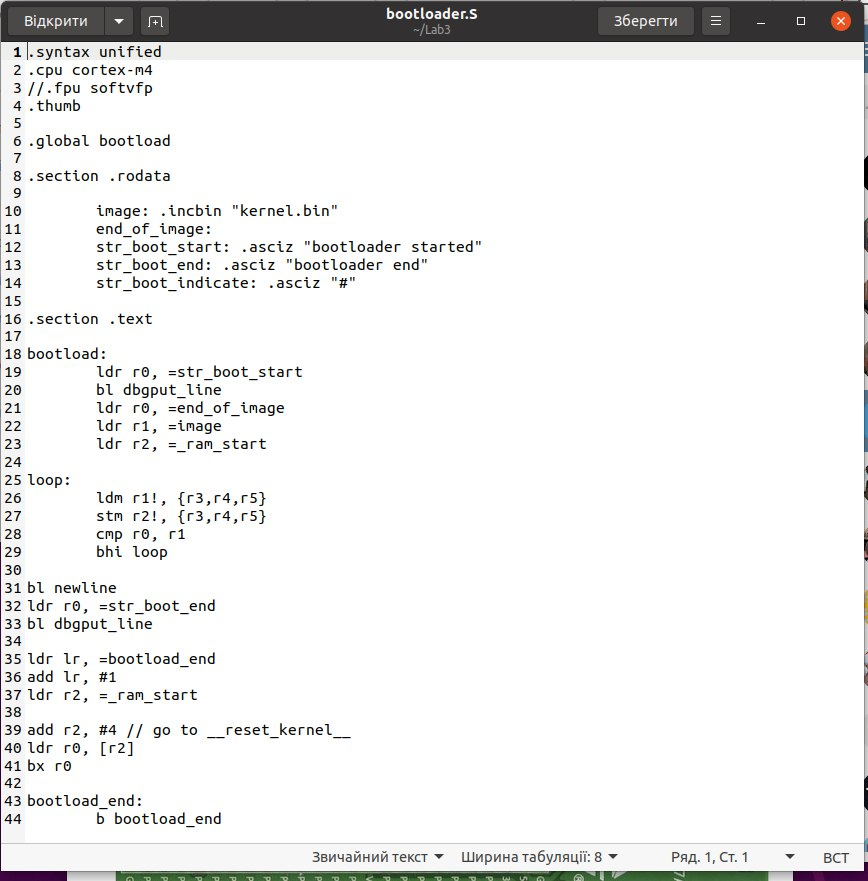 Відкрити
bootloader.S
~/Lab3
Зберегти
1 .syntax unified
2 .cpu cortex-m4
3 //.fpu softvfp
4 .thumb
5
6 .global bootload
7
8 .section .rodata
9
10 image: .incbin "kernel.bin"
11 end_of_image:
12 str_boot_start: .asciz "bootloader started"
13 str_boot_end: .asciz "bootloader end"
14 str_boot_indicate: .asciz "#"
15
16 .section .text
17
18 bootload:
19 ldr r0, =str_boot_start
20 bl dbgput_line
21 ldr r0, =end_of_image
22 ldr r1, =image
23 ldr r2, =_ram_start
24
25 loop:
26 ldm r1!, {r3,r4,r5}
27 stm r2!, {r3,r4,r5}
28 cmp r0, r1
29 bhi loop
30
31 bl newline
32 ldr r0, =str_boot_end
33 bl dbgput_line
34
35 ldr lr, =bootload_end
36 add lr, #1
37 ldr r2, =_ram_start
38
39 add r2, #4 // go to __reset_kernel__
40 ldr r0, [r2]
41 bx r0
42
43 bootload_end:
44 b bootload_end
Звичайний текст Ширина табуляції: 8 Ряд. 1, Ст. 1 ВСТ